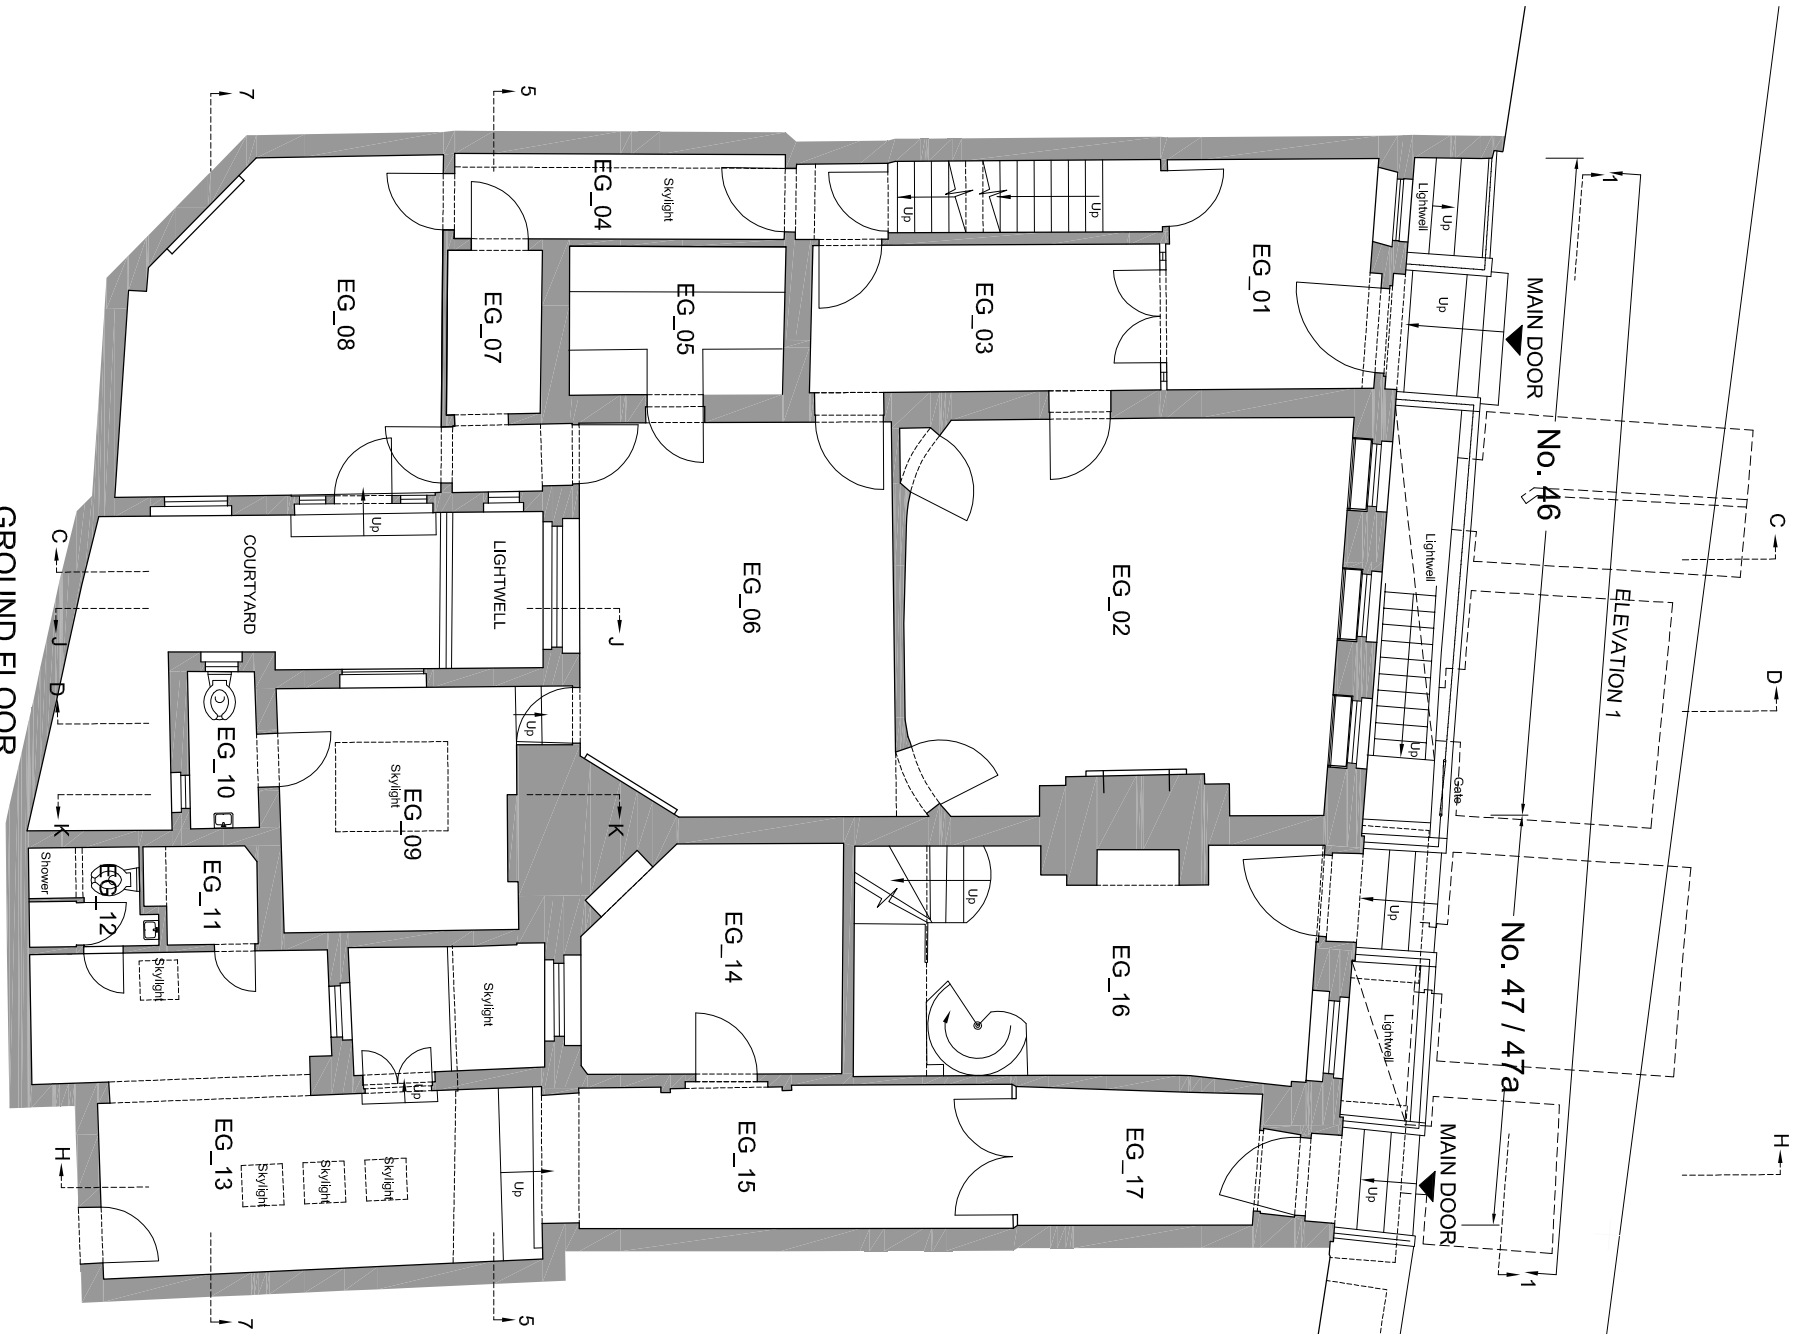 7
5
EG_04
Skylight
Up
Up
EG_01
Lightwell
Up
Up
MAIN DOOR
1
EG_08
EG_07
EG_05
EG_03
No. 46
ELEVATION 1
C
C
D
D
H
H
J
J
K
K
Up
COURTYARD
LIGHTWELL
EG_06
EG_02
Lightwell
Up
Gate
GROUND FLOOR
EG_10
Up
Skylight
EG_09
Shower
EG_12
EG_11
Skylight
Skylight
EG_14
Up
EG_16
Up
Lightwell
No. 47 / 47a
Up
EG_13
Skylight
Skylight
Skylight
Up
EG_15
EG_17
Up
MAIN DOOR
1
7
5